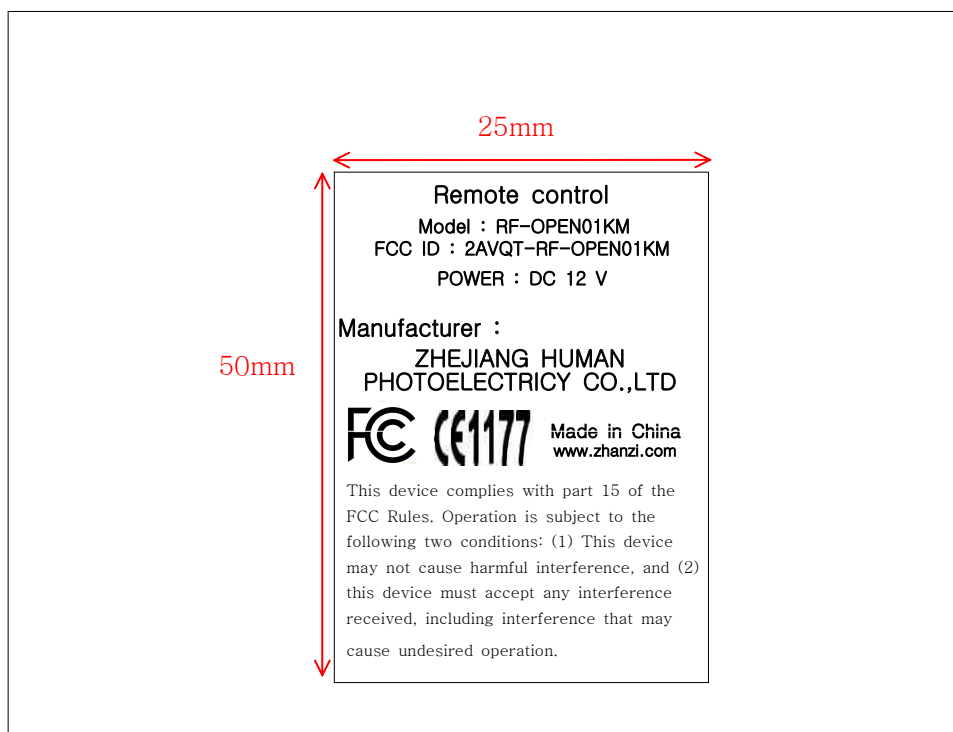 25mm
50mm
Remote control
Model : RF-OPEN01KM
FCC ID : 2AVQT-RF-OPEN01KM
POWER : DC 12 V
Manufacturer :
ZHEJIANG HUMAN
PHOTOELECTRICY CO.,LTD
FCC CE1177 Made in China
www.zhanzi.com
This device complies with part 15 of the
FCC Rules. Operation is subject to the
following two conditions: (1) This device
may not cause harmful interference, and (2)
this device must accept any interference
received, including interference that may
cause undesired operation.